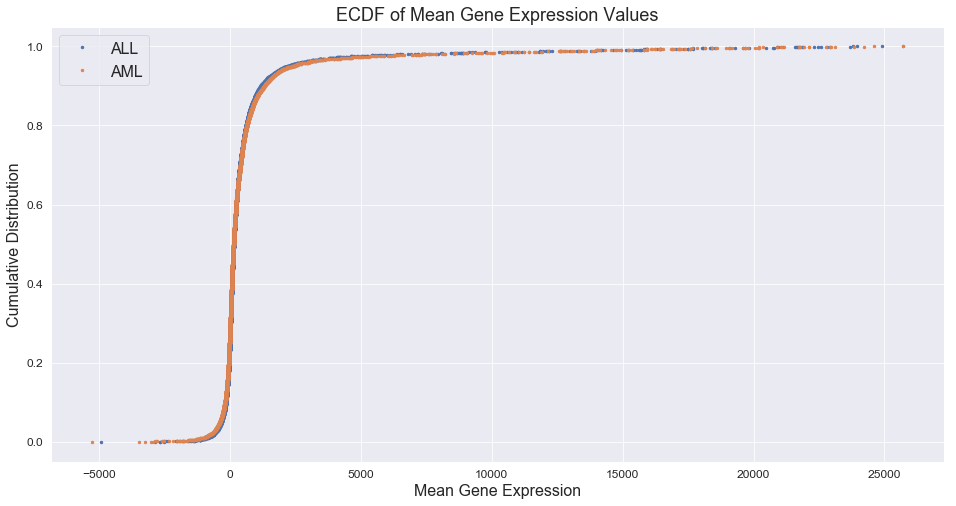 ECDF of Mean Gene Expression Values
ALL
AML
Cumulative Distribution
1.0
0.8
0.6
0.4
0.2
0.0
−5000 0 5000 10000 15000 20000 25000
Mean Gene Expression